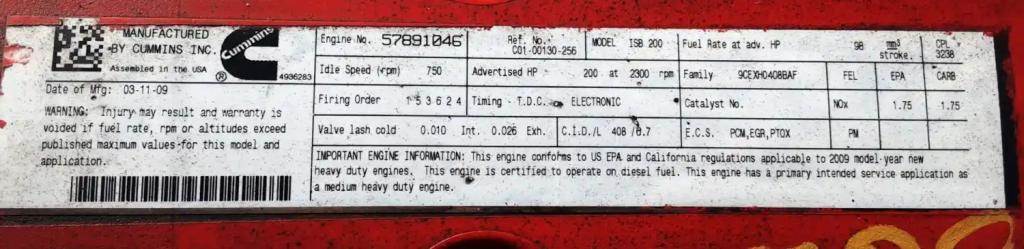 MANUFACTURED
BY CUMMINS INC.
Assembled in the USA
Cummins
®
4936283
Date of Mfg: 03-11-09
WARNING: Injury may result and warranty is
voided if fuel rate, rpm or altitudes exceed
published maximum values for this model and
application.
Engine No. 57891046 Ref. No. C01-00130-256 MODEL ISB 200 Fuel Rate at adv. HP 98 mm³ stroke. CPL 3238
Idle Speed (rpm) 750 Advertised HP 200 at 2300 rpm Family 9CEXH0408BAF FEL EPA CARB
Firing Order 153624 Timing - T.D.C. ELECTRONIC Catalyst No. NOx 1.75 1.75
Valve lash cold 0.010 Int. 0.026 Exh. C.I.D./L 408 /6.7 E.C.S. PCM,EGR,PTOX PM
IMPORTANT ENGINE INFORMATION: This engine conforms to US EPA and California regulations applicable to 2009 model year new
heavy duty engines. This engine is certified to operate on diesel fuel. This engine has a primary intended service application as
a medium heavy duty engine.